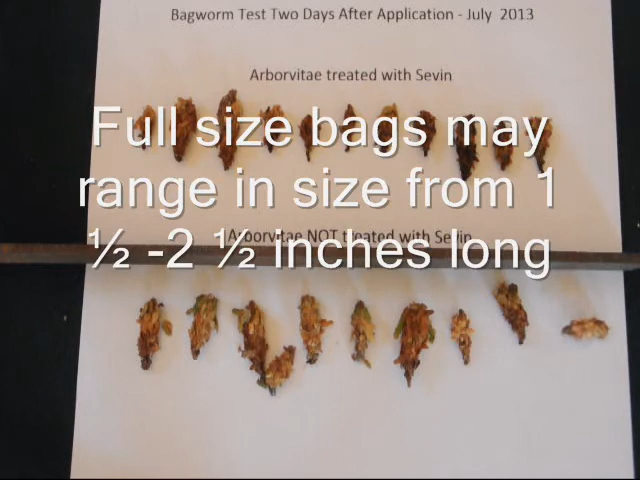 Bagworm Test Two Days After Application - July 2013
Arborvitae treated with Sevin
Full size bags may
range in size from 1
½ -2 ½ inches long
Arborvitae NOT treated with Sevin